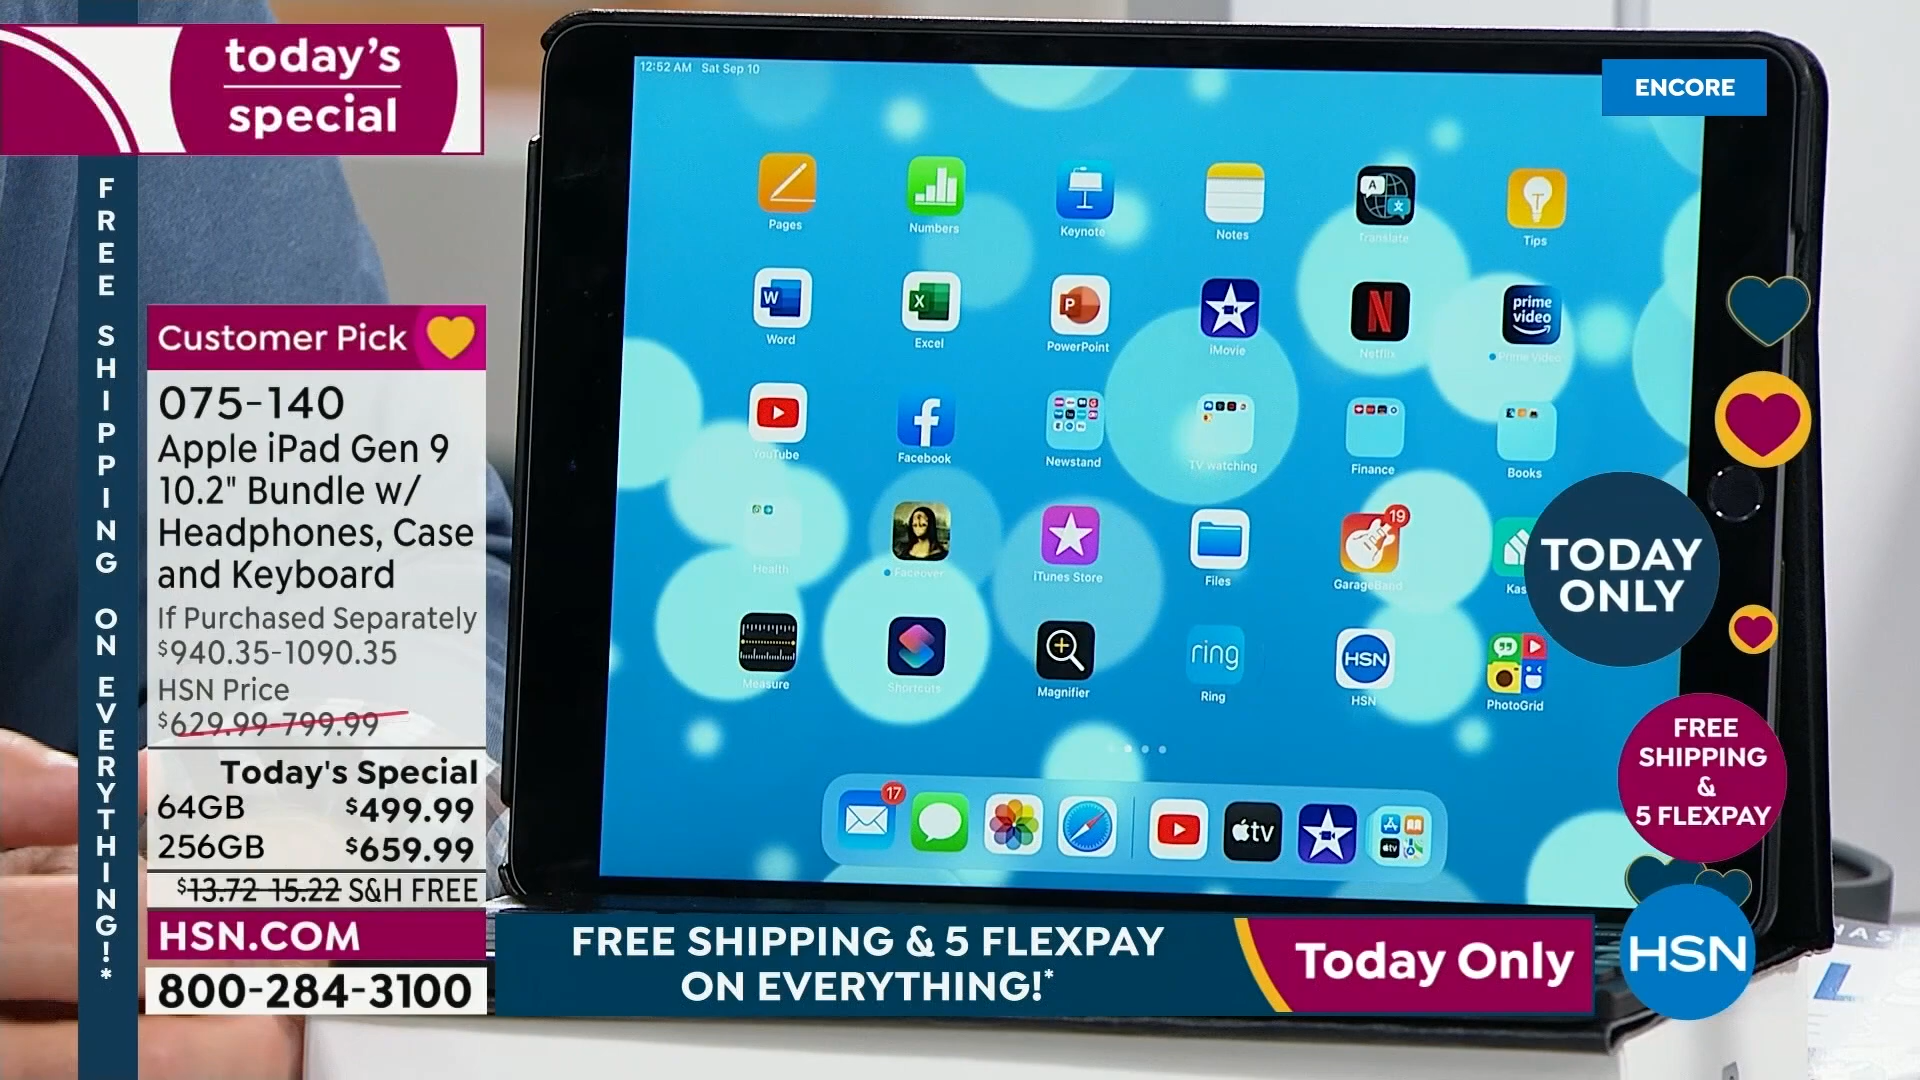 today's
special
FREE SHIPPING ON EVERYTHING!*
Customer Pick
075-140
Apple iPad Gen 9
10.2" Bundle w/
Headphones, Case
and Keyboard
If Purchased Separately
$940.35-1090.35
HSN Price
$629.99-799.99
Today's Special
64GB $499.99
256GB $659.99
$13.72-15.22 S&H FREE
HSN.COM
800-284-3100
12:52 AM Sat Sep 10
ENCORE
Pages Numbers Keynote Notes Translate Tips
W X P N prime video
Word Excel PowerPoint iMovie Netflix Prime Video
YouTube Facebook Newstand TV watching Finance Books
19
Health Faceover iTunes Store Files GarageBand Kas
ring HSN
Measure Shortcuts Magnifier Ring HSN PhotoGrid
17
tv
TODAY
ONLY
FREE
SHIPPING
&
5 FLEXPAY
FREE SHIPPING & 5 FLEXPAY
ON EVERYTHING!*
Today Only
HSN